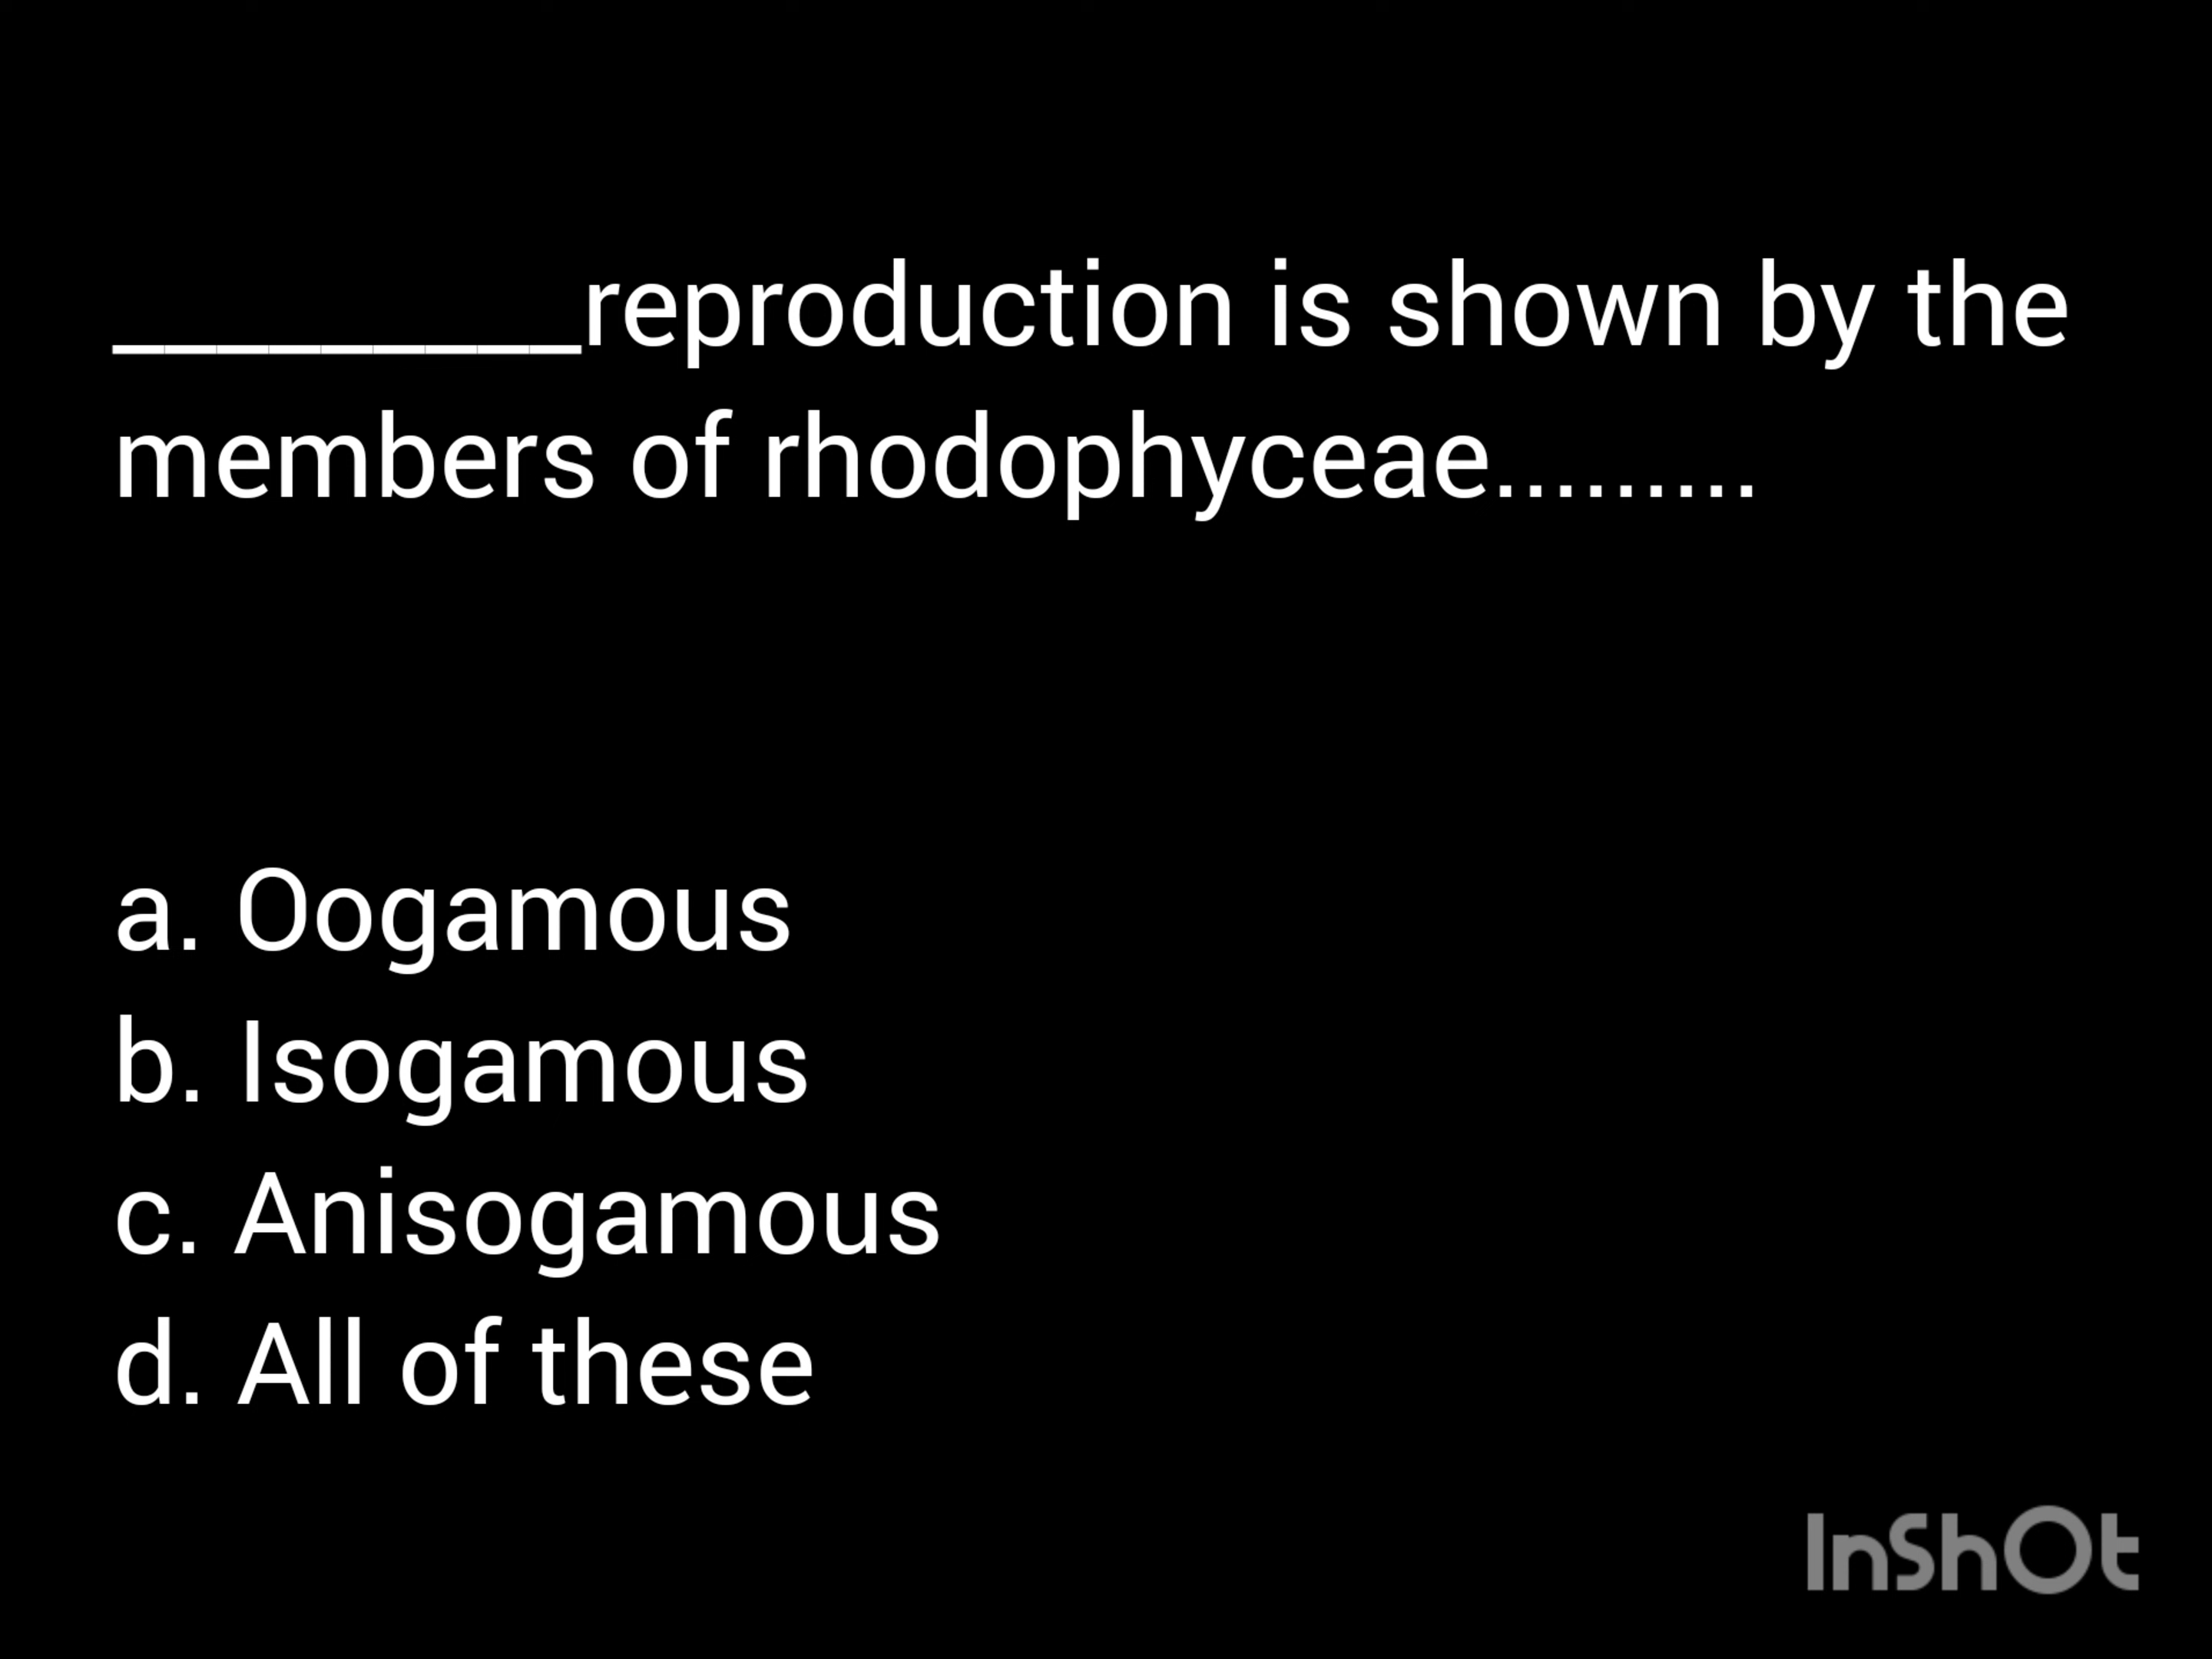 _________reproduction is shown by the
members of rhodophyceae.........
a. Oogamous
b. Isogamous
c. Anisogamous
d. All of these
InShOt